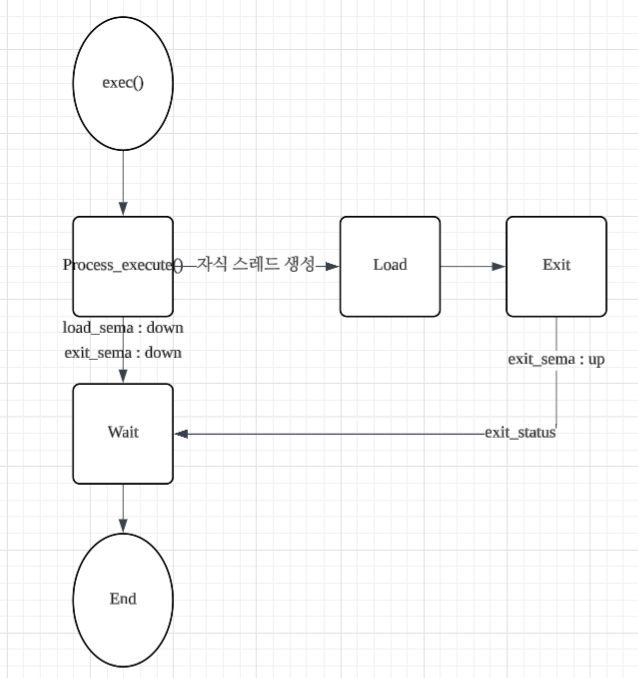 exec()
Process_execute()
자식 스레드 생성
Load
Exit
load_sema : down
exit_sema : down
exit_sema : up
Wait
exit_status
End